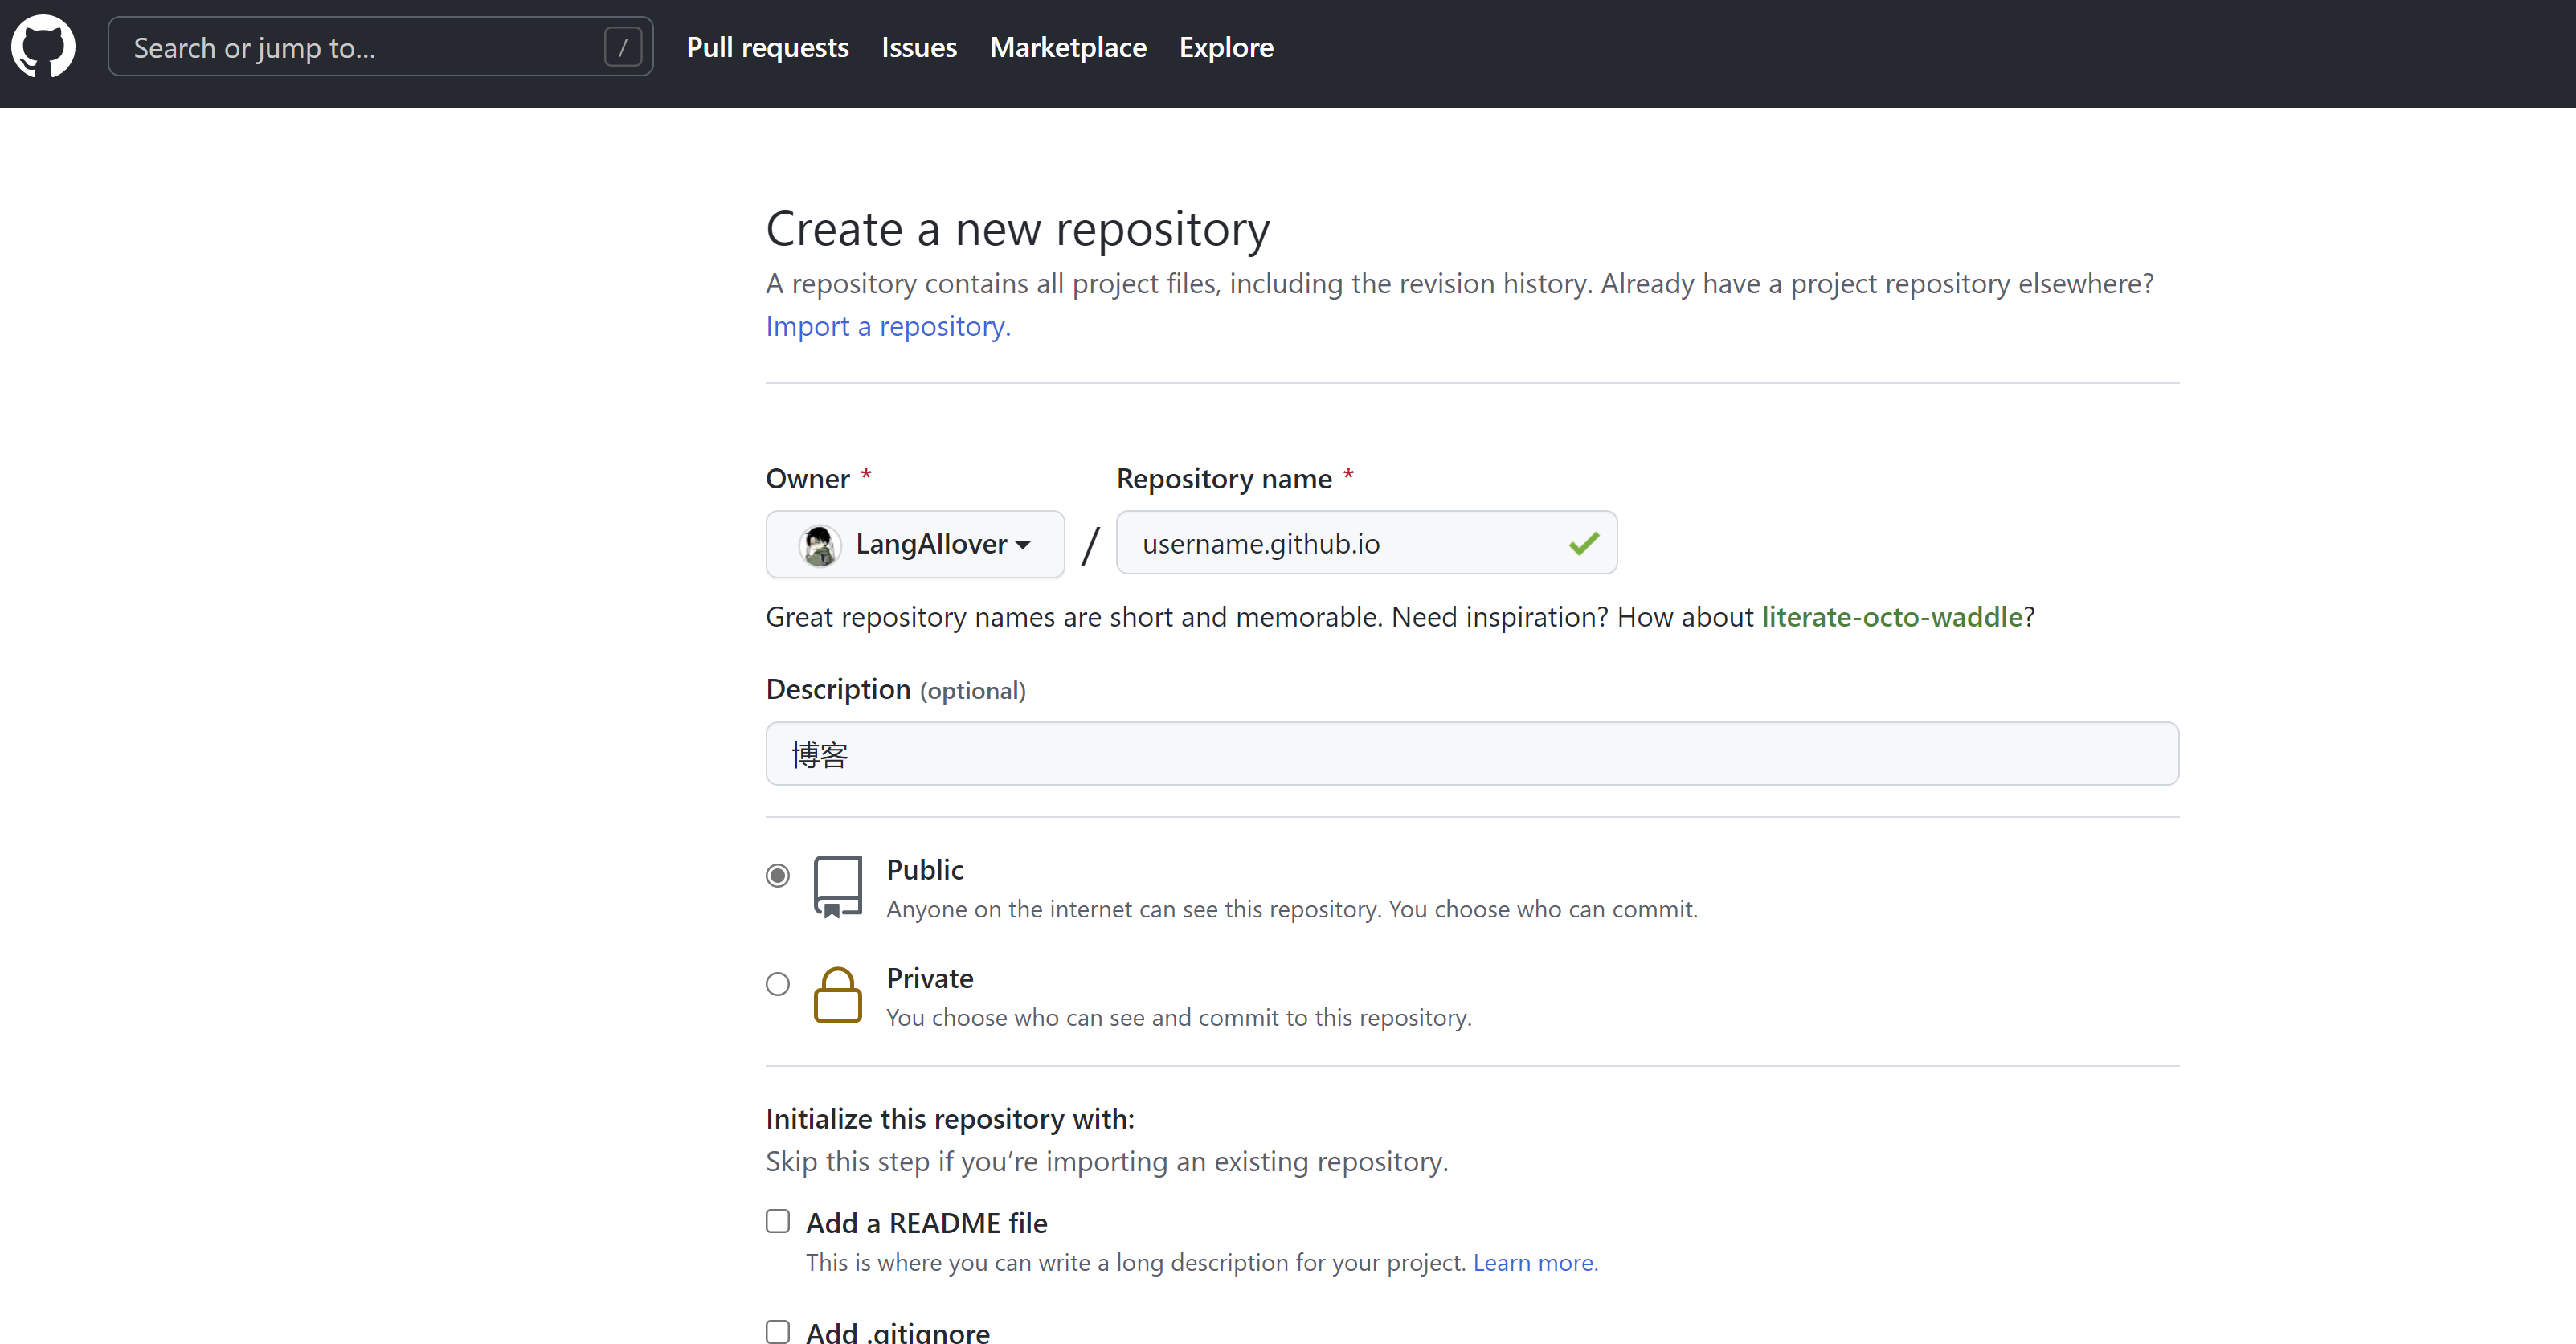 Search or jump to... /
Pull requests Issues Marketplace Explore
Create a new repository
A repository contains all project files, including the revision history. Already have a project repository elsewhere?
Import a repository.
Owner * Repository name *
LangAllover / username.github.io
Great repository names are short and memorable. Need inspiration? How about literate-octo-waddle?
Description (optional)
博客
Public
Anyone on the internet can see this repository. You choose who can commit.
Private
You choose who can see and commit to this repository.
Initialize this repository with:
Skip this step if you’re importing an existing repository.
Add a README file
This is where you can write a long description for your project. Learn more.
Add .gitignore